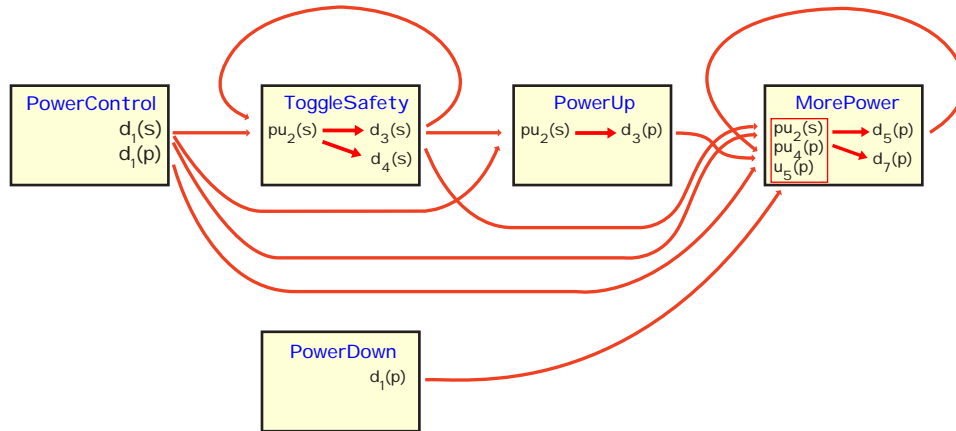 PowerControl
d₁(s)
d₁(p)
ToggleSafety
pu₂(s) d₃(s)
d₄(s)
PowerUp
pu₂(s) d₃(p)
MorePower
pu₂(s) d₅(p)
pu₄(p) d₇(p)
u₅(p)
PowerDown
d₁(p)